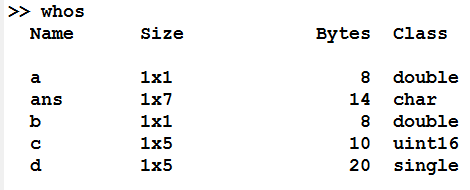 >> whos
  Name      Size            Bytes  Class

  a         1x1                 8  double
  ans       1x7                14  char
  b         1x1                 8  double
  c         1x5                10  uint16
  d         1x5                20  single